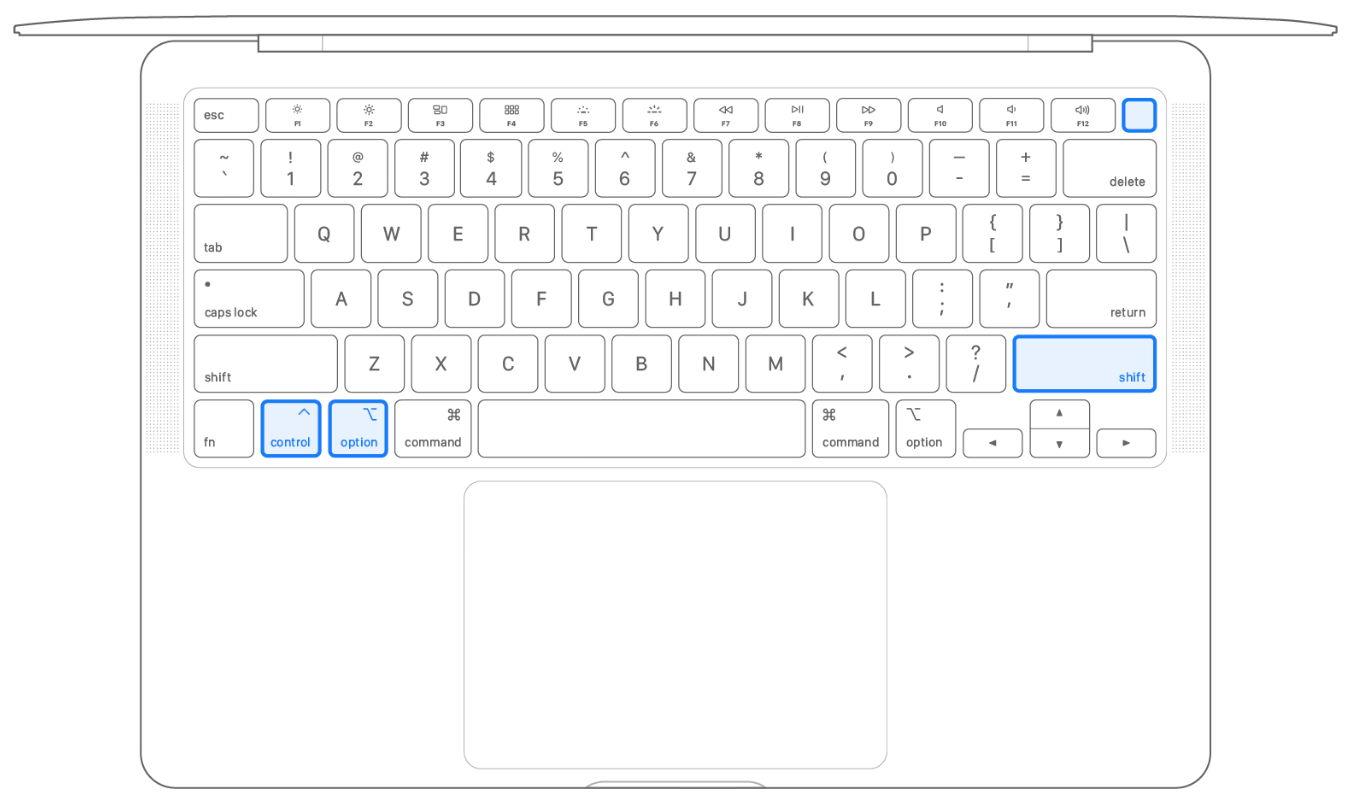 esc F1 F2 F3 F4 F5 F6 F7 F8 F9 F10 F11 F12
~ ! @ # $ % ^ & * ( ) — +
` 1 2 3 4 5 6 7 8 9 0 - = delete
tab Q W E R T Y U I O P { [ } ] | \
caps lock A S D F G H J K L : ; " ' return
shift Z X C V B N M < , > . ? / shift
fn ^ control ⌥ option ⌘ command ⌘ command ⌥ option ◀ ▲ ▼ ▶